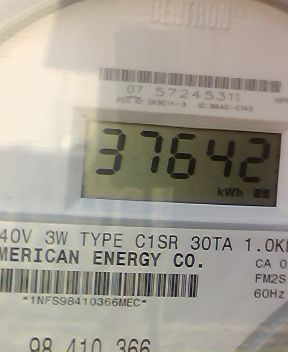 CENTRON®
07 57245311
37642
kWh
40V 3W TYPE C1SR 30TA 1.0K
MERICAN ENERGY CO.
CA 0
FM2S
60Hz
*1NFS98410366MEC*
98 410 366